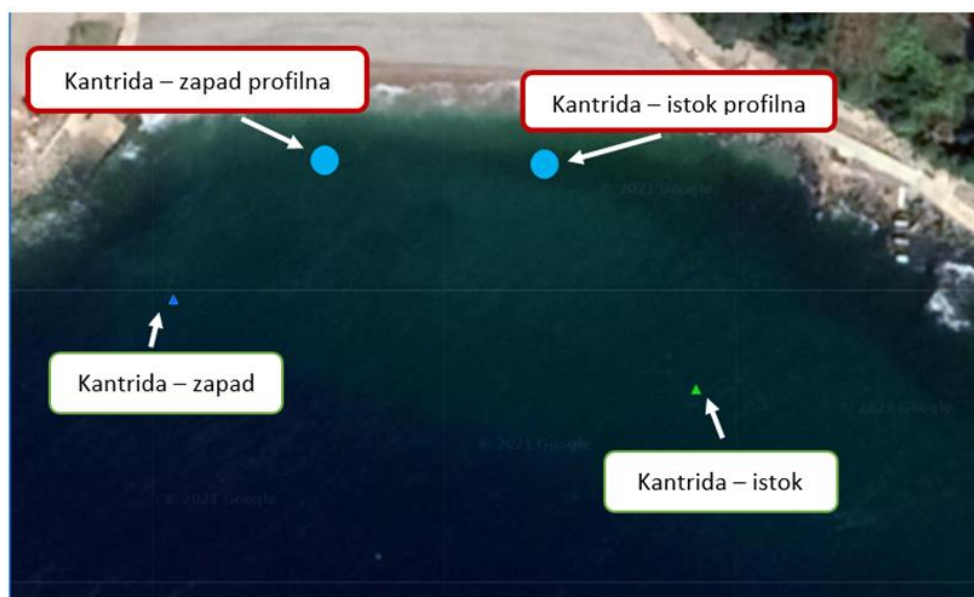 Kantrida – zapad profilna
Kantrida – istok profilna
© 2021 Google
Kantrida – zapad
© 2021 Google
© 2021 Google
Kantrida – istok
© 2021 Google